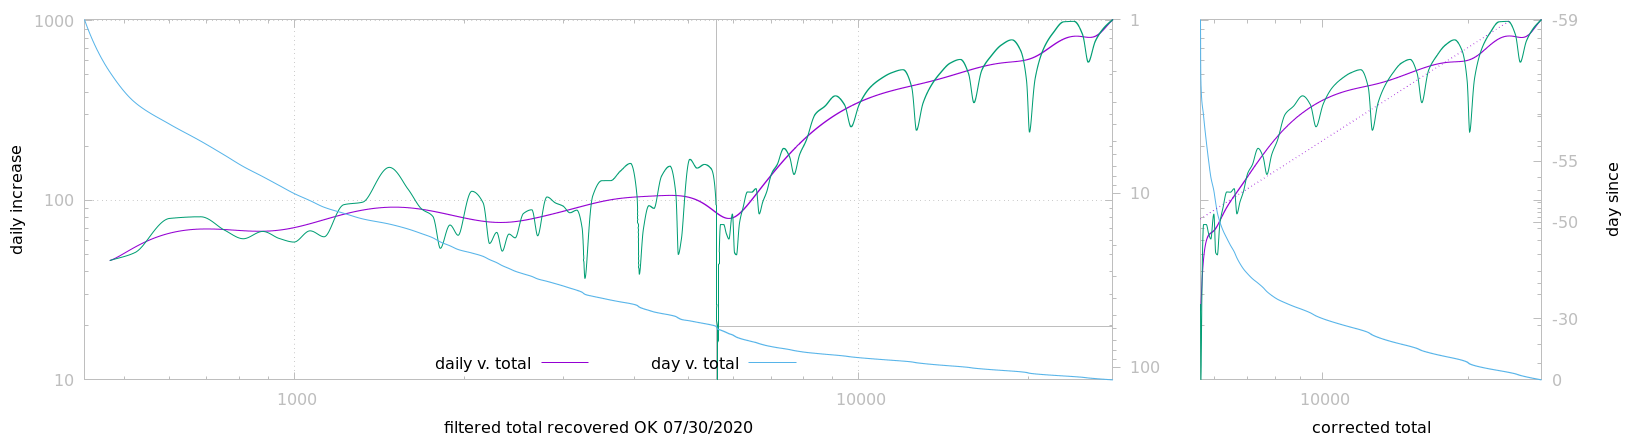 1000
100
10
daily increase
1000
10000
filtered total recovered OK 07/30/2020
daily v. total
day v. total
1
10
100
10000
corrected total
-59
-55
-50
-30
0
day since